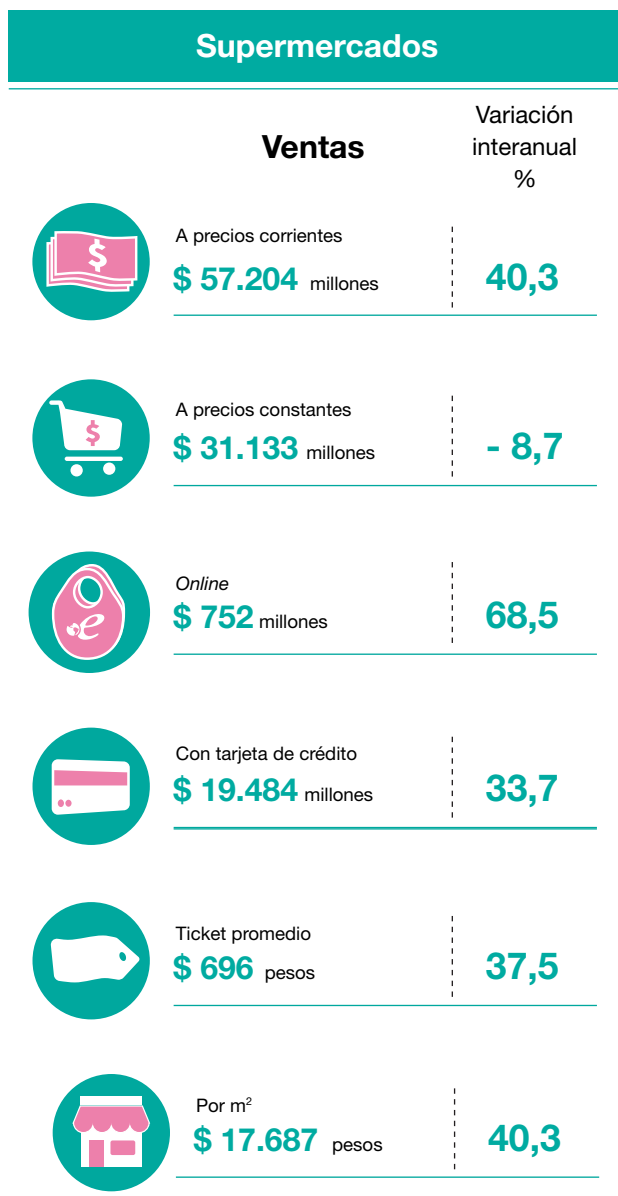 Supermercados
Ventas
Variación
interanual
%
A precios corrientes
$ 57.204 millones
40,3
A precios constantes
$ 31.133 millones
- 8,7
Online
$ 752 millones
68,5
Con tarjeta de crédito
$ 19.484 millones
33,7
Ticket promedio
$ 696 pesos
37,5
Por m²
$ 17.687 pesos
40,3